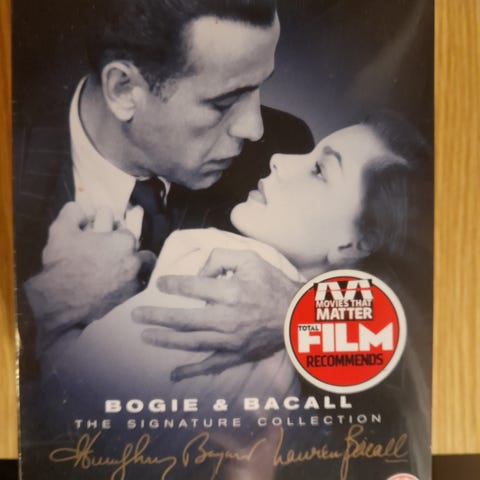 MOVIES THAT
MATTER
TOTAL
FILM
RECOMMENDS
BOGIE & BACALL
THE SIGNATURE COLLECTION
Humphrey Bogart Lauren Bacall